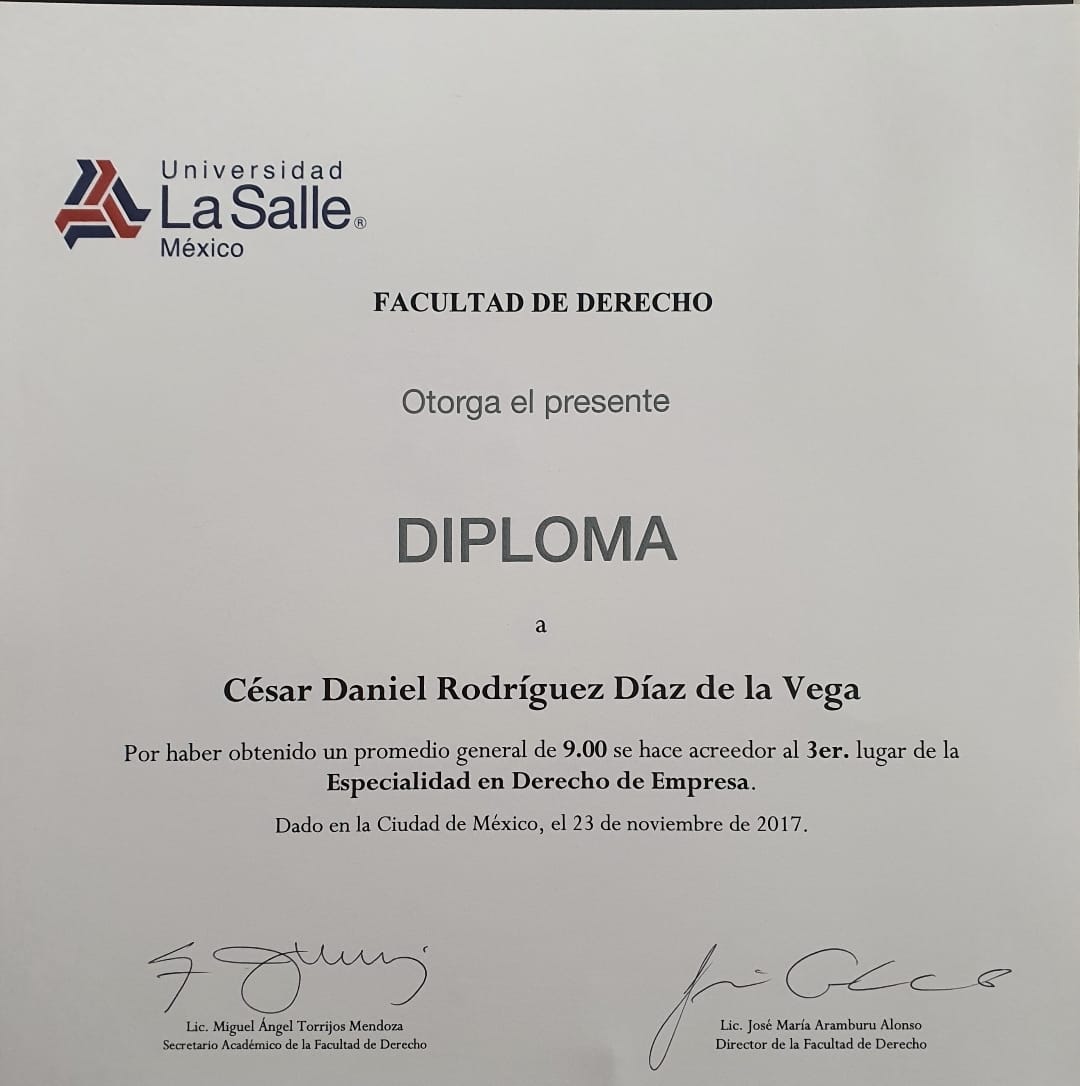 Universidad
La Salle®
México
FACULTAD DE DERECHO
Otorga el presente
DIPLOMA
a
César Daniel Rodríguez Díaz de la Vega
Por haber obtenido un promedio general de 9.00 se hace acreedor al 3er. lugar de la
Especialidad en Derecho de Empresa.
Dado en la Ciudad de México, el 23 de noviembre de 2017.
Lic. Miguel Ángel Torrijos Mendoza
Secretario Académico de la Facultad de Derecho
Lic. José María Aramburu Alonso
Director de la Facultad de Derecho